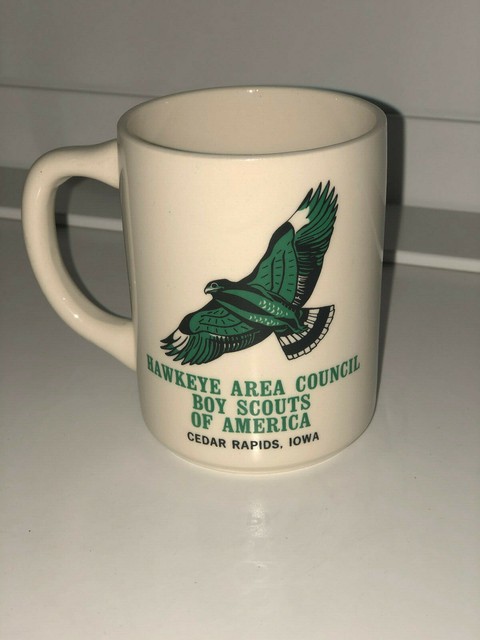 HAWKEYE AREA COUNCIL
BOY SCOUTS
OF AMERICA
CEDAR RAPIDS, IOWA